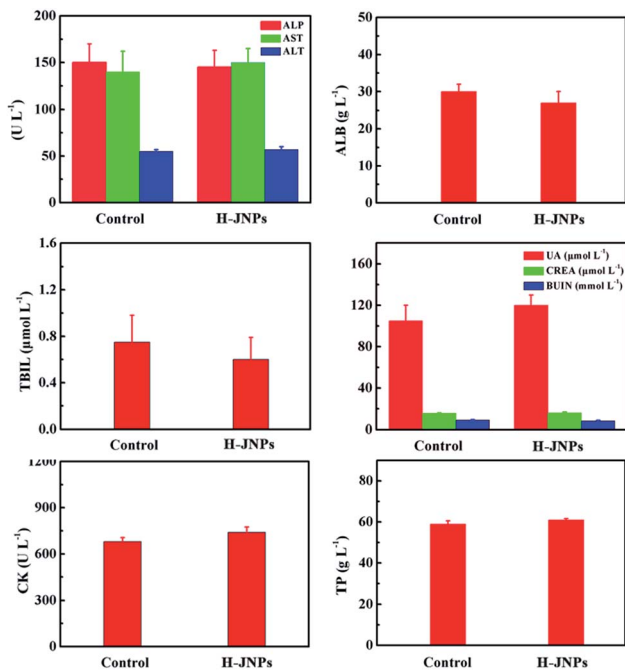 200
150
100
50
0
(U L-1)
ALP
AST
ALT
Control H-JNPs
50
40
30
20
10
0
ALB (g L-1)
Control H-JNPs
1.6
1.2
0.8
0.4
0.0
TBIL (μmol L-1)
Control H-JNPs
160
120
80
40
0
UA (μmol L-1)
CREA (μmol L-1)
BUIN (mmol L-1)
Control H-JNPs
1200
900
600
300
0
CK (U L-1)
Control H-JNPs
80
60
40
20
0
TP (g L-1)
Control H-JNPs